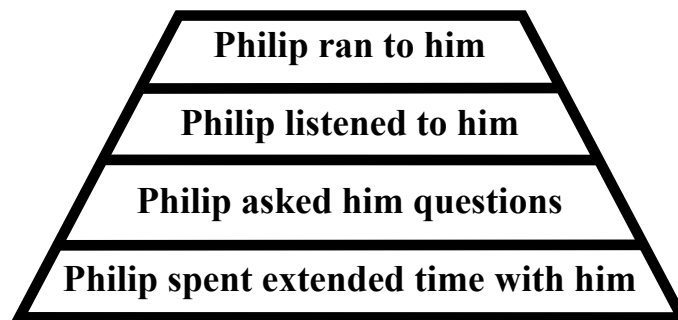 Philip ran to him
Philip listened to him
Philip asked him questions
Philip spent extended time with him